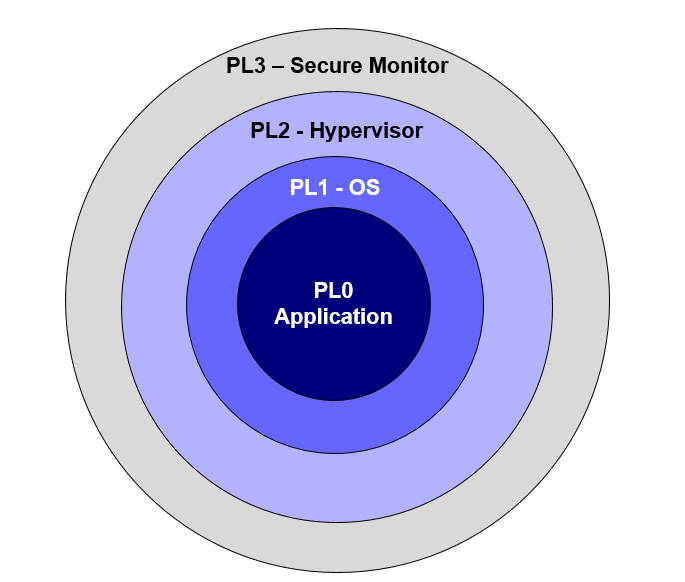 PL3 – Secure Monitor
PL2 - Hypervisor
PL1 - OS
PL0
Application